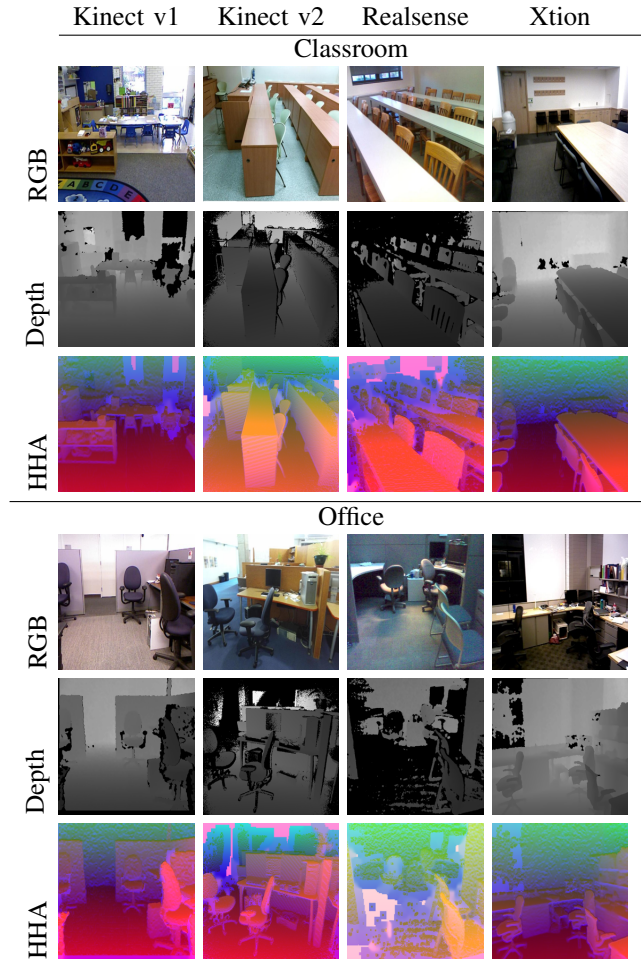 Kinect v1 Kinect v2 Realsense Xtion
Classroom
RGB
Depth
HHA
Office
RGB
Depth
HHA